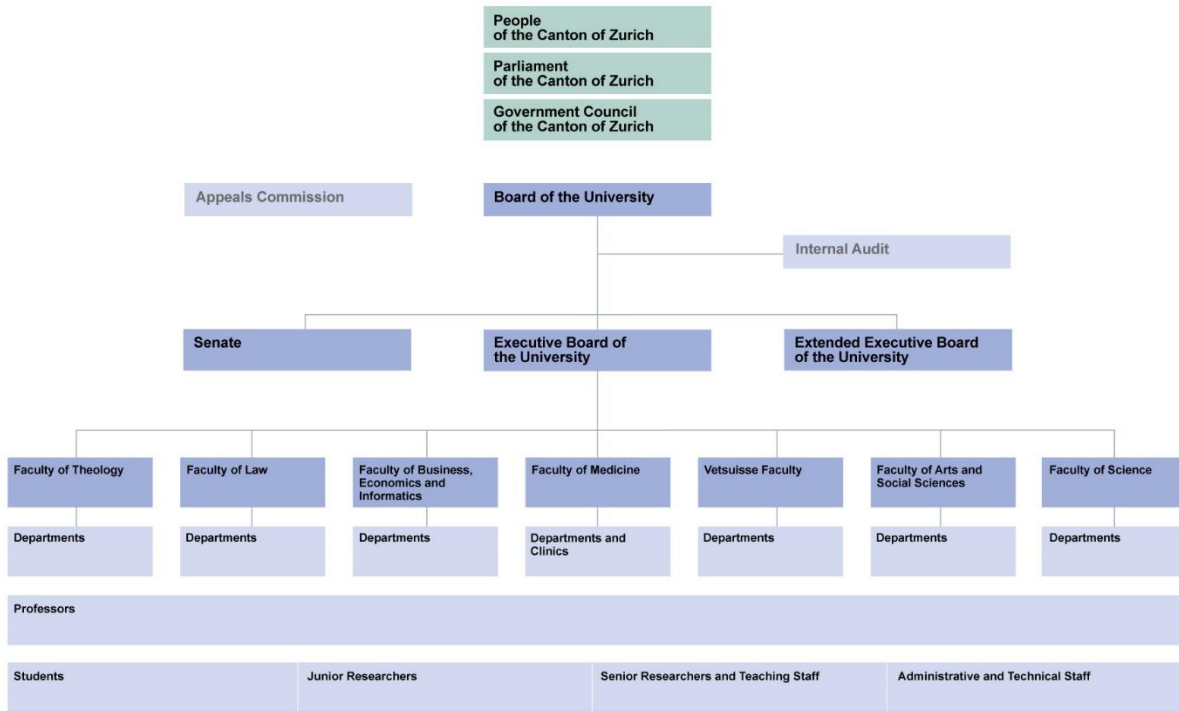 People
of the Canton of Zurich
Parliament
of the Canton of Zurich
Government Council
of the Canton of Zurich
Appeals Commission
Board of the University
Internal Audit
Senate
Executive Board of
the University
Extended Executive Board
of the University
Faculty of Theology
Faculty of Law
Faculty of Business,
Economics and
Informatics
Faculty of Medicine
Vetsuisse Faculty
Faculty of Arts and
Social Sciences
Faculty of Science
Departments
Departments
Departments
Departments and
Clinics
Departments
Departments
Departments
Professors
Students
Junior Researchers
Senior Researchers and Teaching Staff
Administrative and Technical Staff